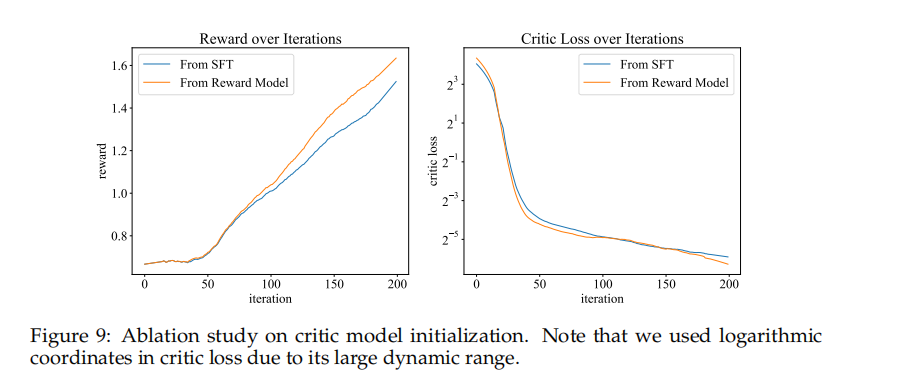 Reward over Iterations
From SFT
From Reward Model
1.6
1.4
1.2
1.0
0.8
reward
0 50 100 150 200
iteration
Critic Loss over Iterations
From SFT
From Reward Model
2^3
2^1
2^−1
2^−3
2^−5
critic loss
0 50 100 150 200
iteration
Figure 9: Ablation study on critic model initialization. Note that we used logarithmic
coordinates in critic loss due to its large dynamic range.